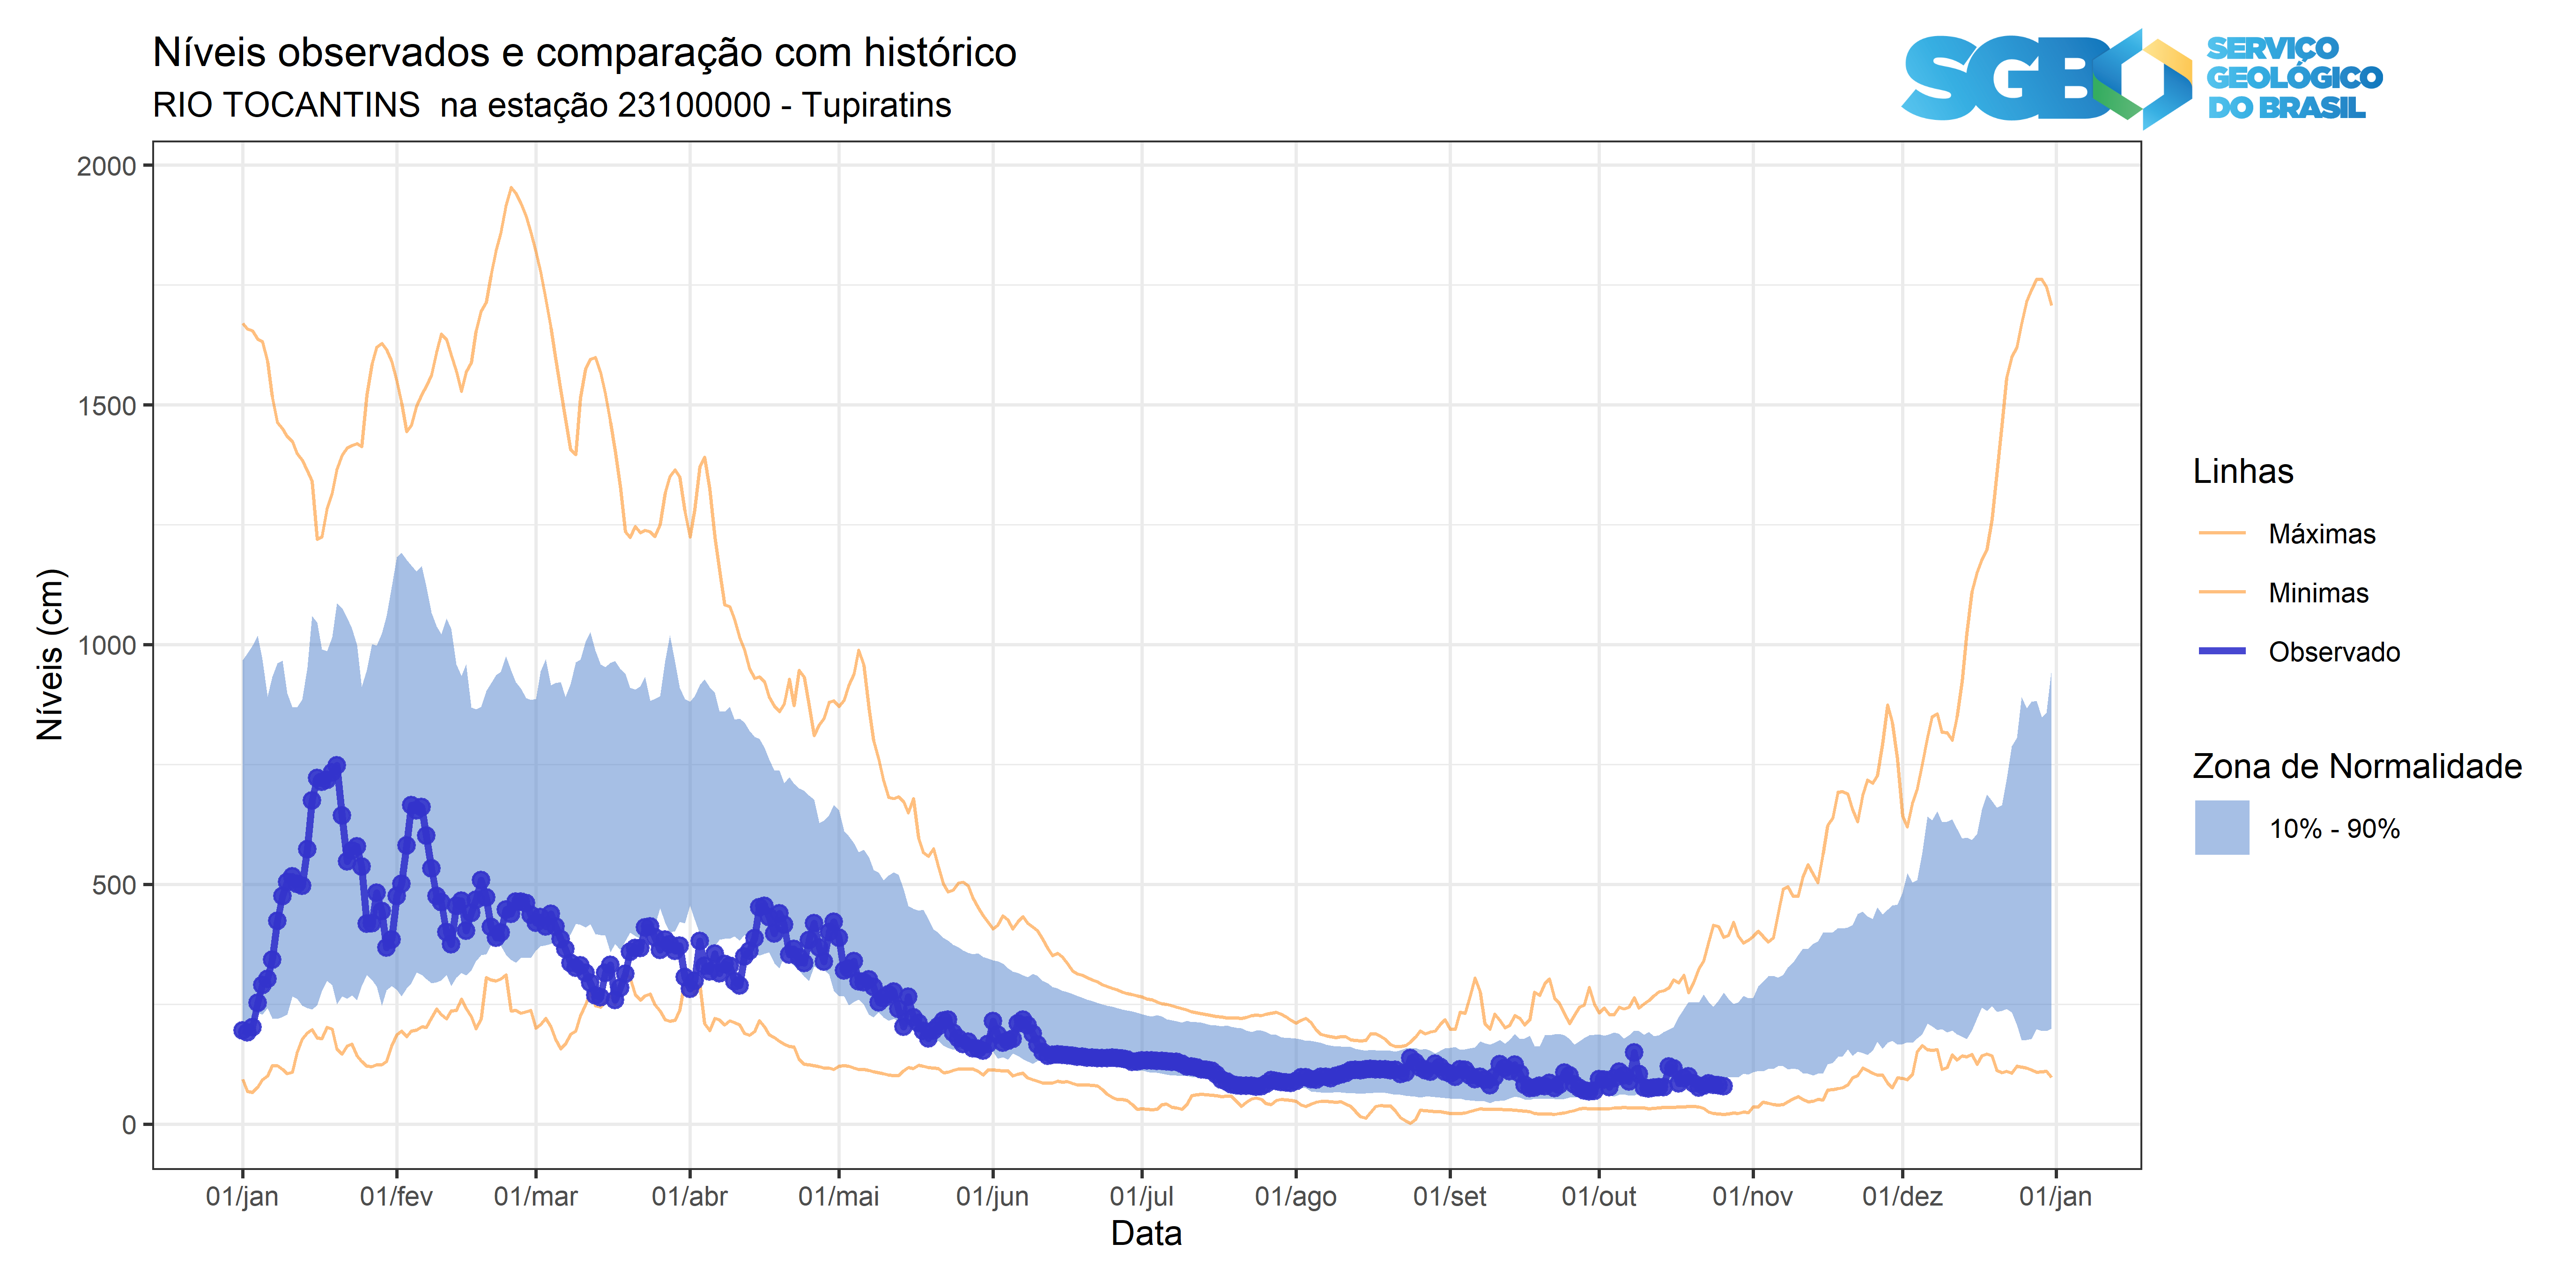 Níveis observados e comparação com histórico
RIO TOCANTINS  na estação 23100000 - Tupiratins
SGB
SERVIÇO
GEOLÓGICO
DO BRASIL
Níveis (cm)
2000
1500
1000
500
0
01/jan 01/fev 01/mar 01/abr 01/mai 01/jun 01/jul 01/ago 01/set 01/out 01/nov 01/dez 01/jan
Data
Linhas
Máximas
Minimas
Observado
Zona de Normalidade
10% - 90%